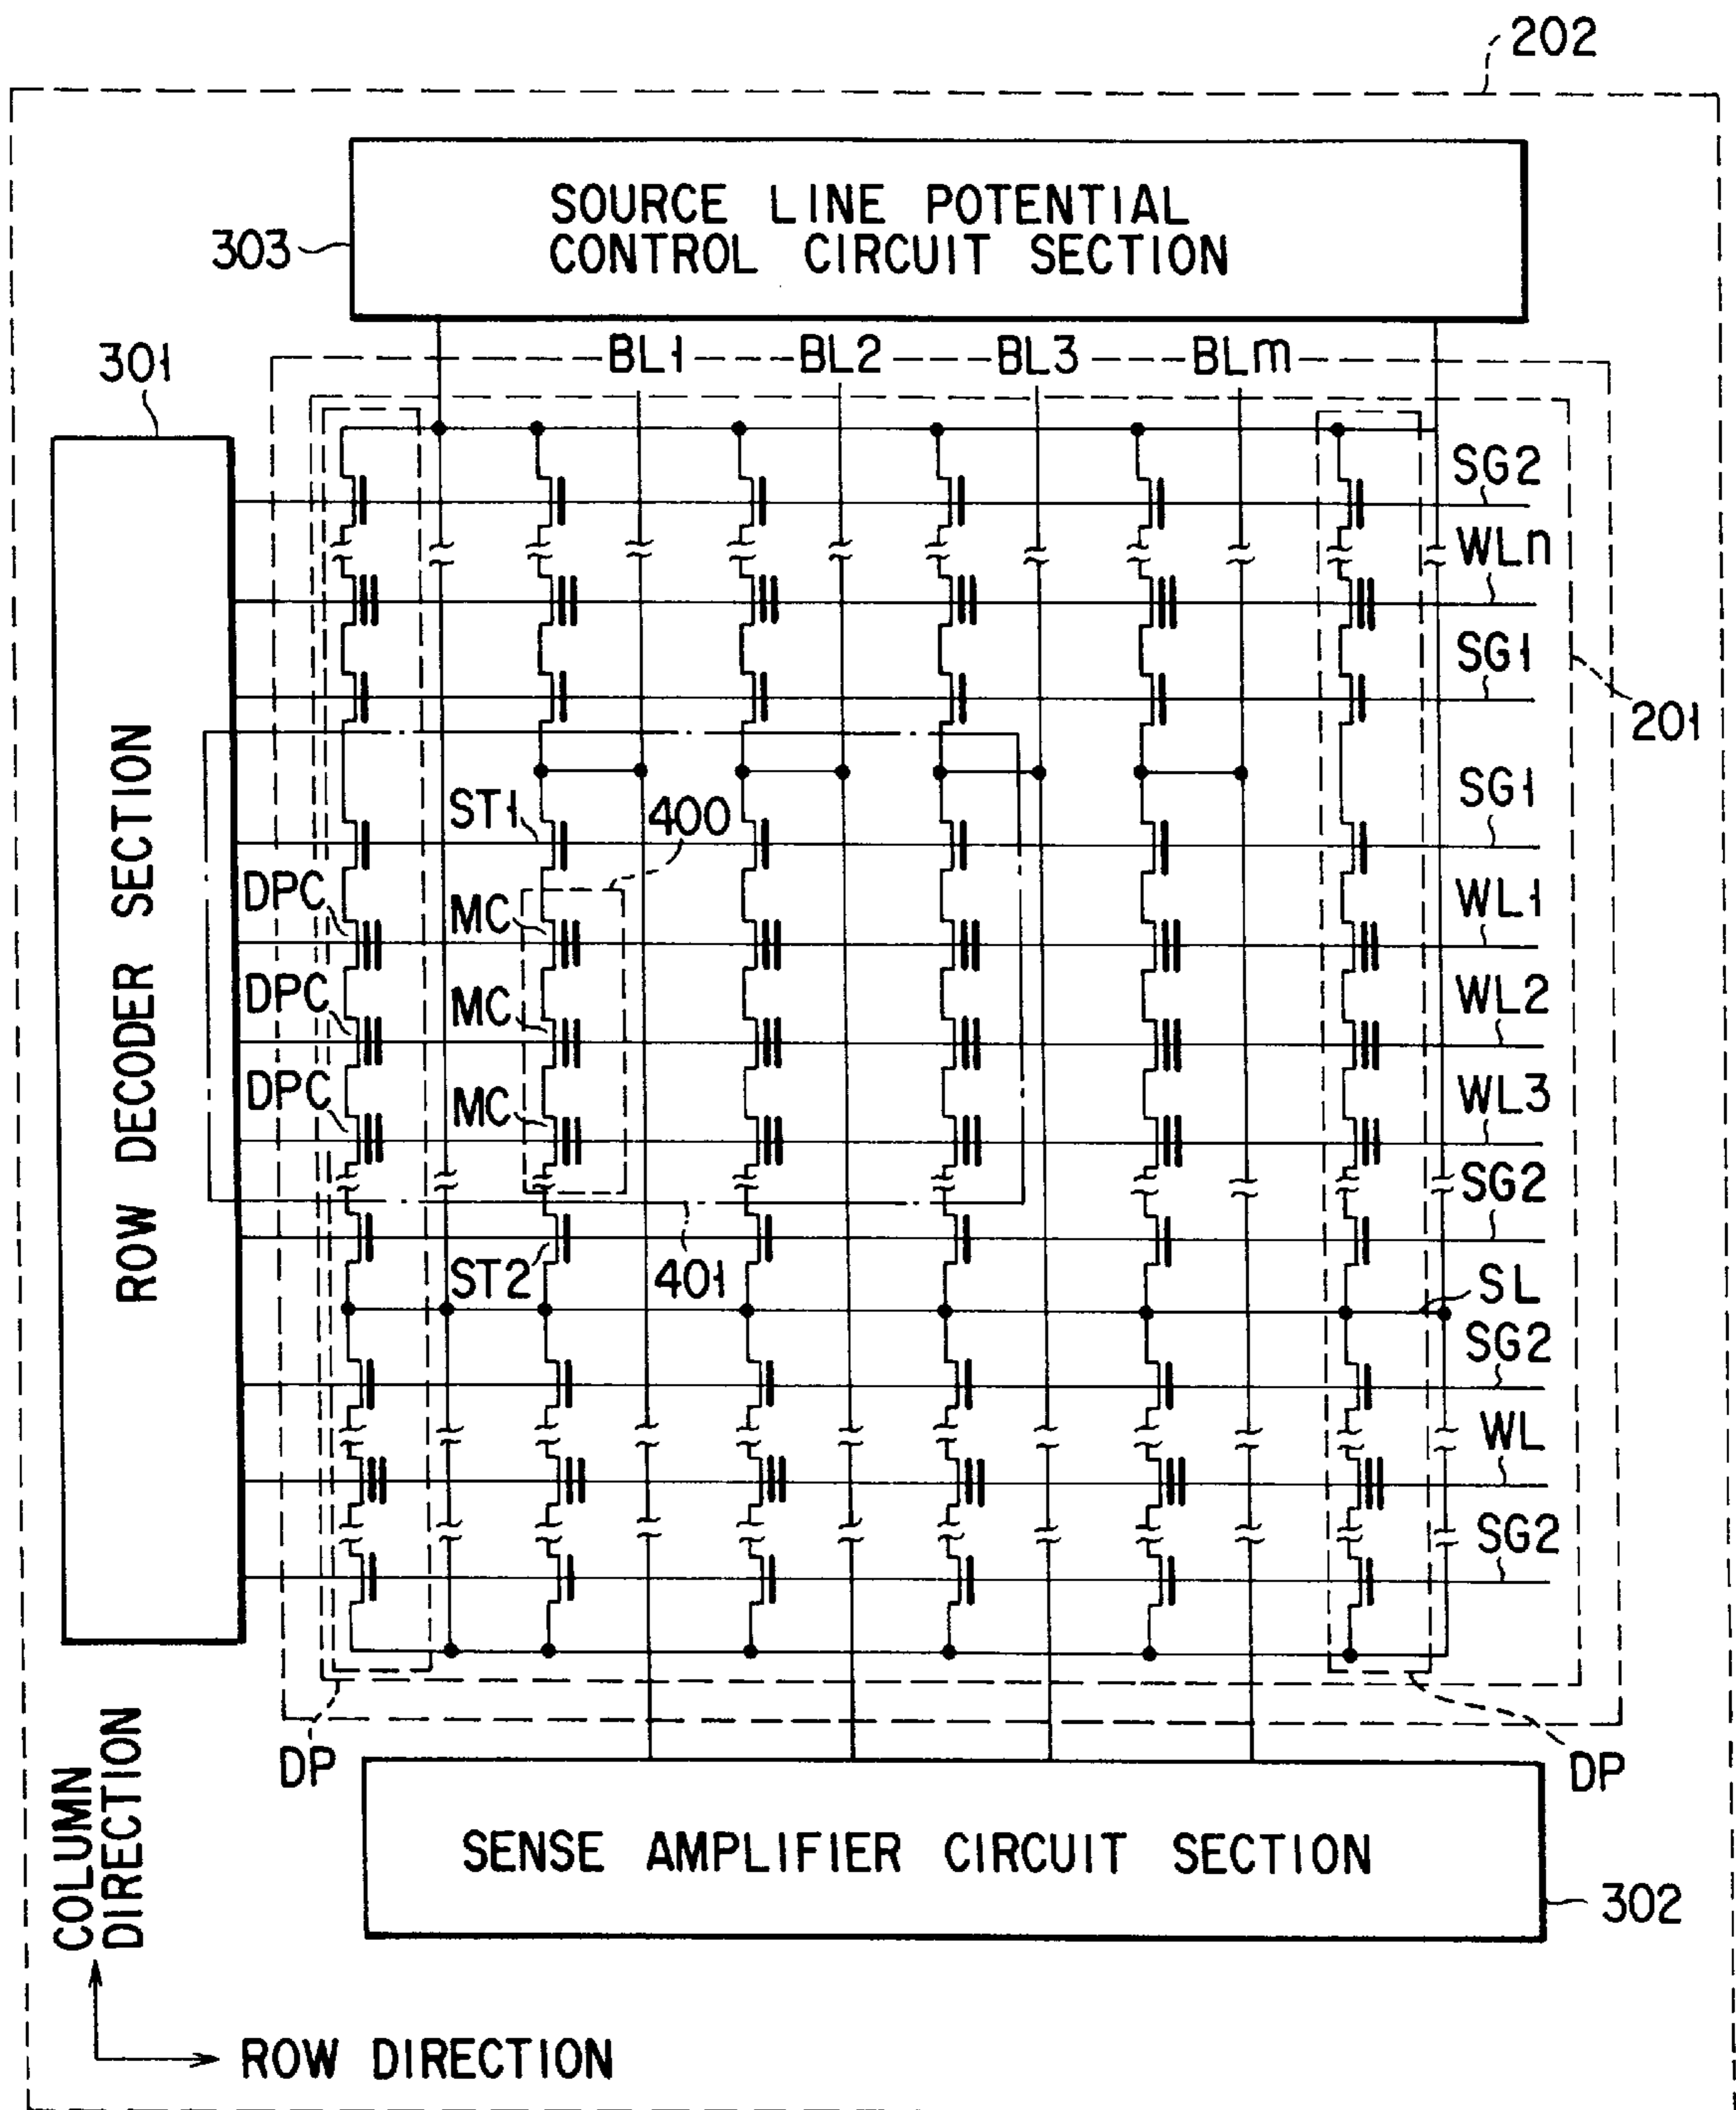 202
SOURCE LINE POTENTIAL
CONTROL CIRCUIT SECTION
303
301
BL1
BL2
BL3
BLm
SG2
WLn
SG1
201
ROW DECODER SECTION
SG1
ST1
400
DPC
MC
WL1
DPC
MC
WL2
DPC
MC
WL3
SG2
ST2
401
SL
SG2
WL
SG2
DP
DP
SENSE AMPLIFIER CIRCUIT SECTION
302
COLUMN
DIRECTION
ROW DIRECTION